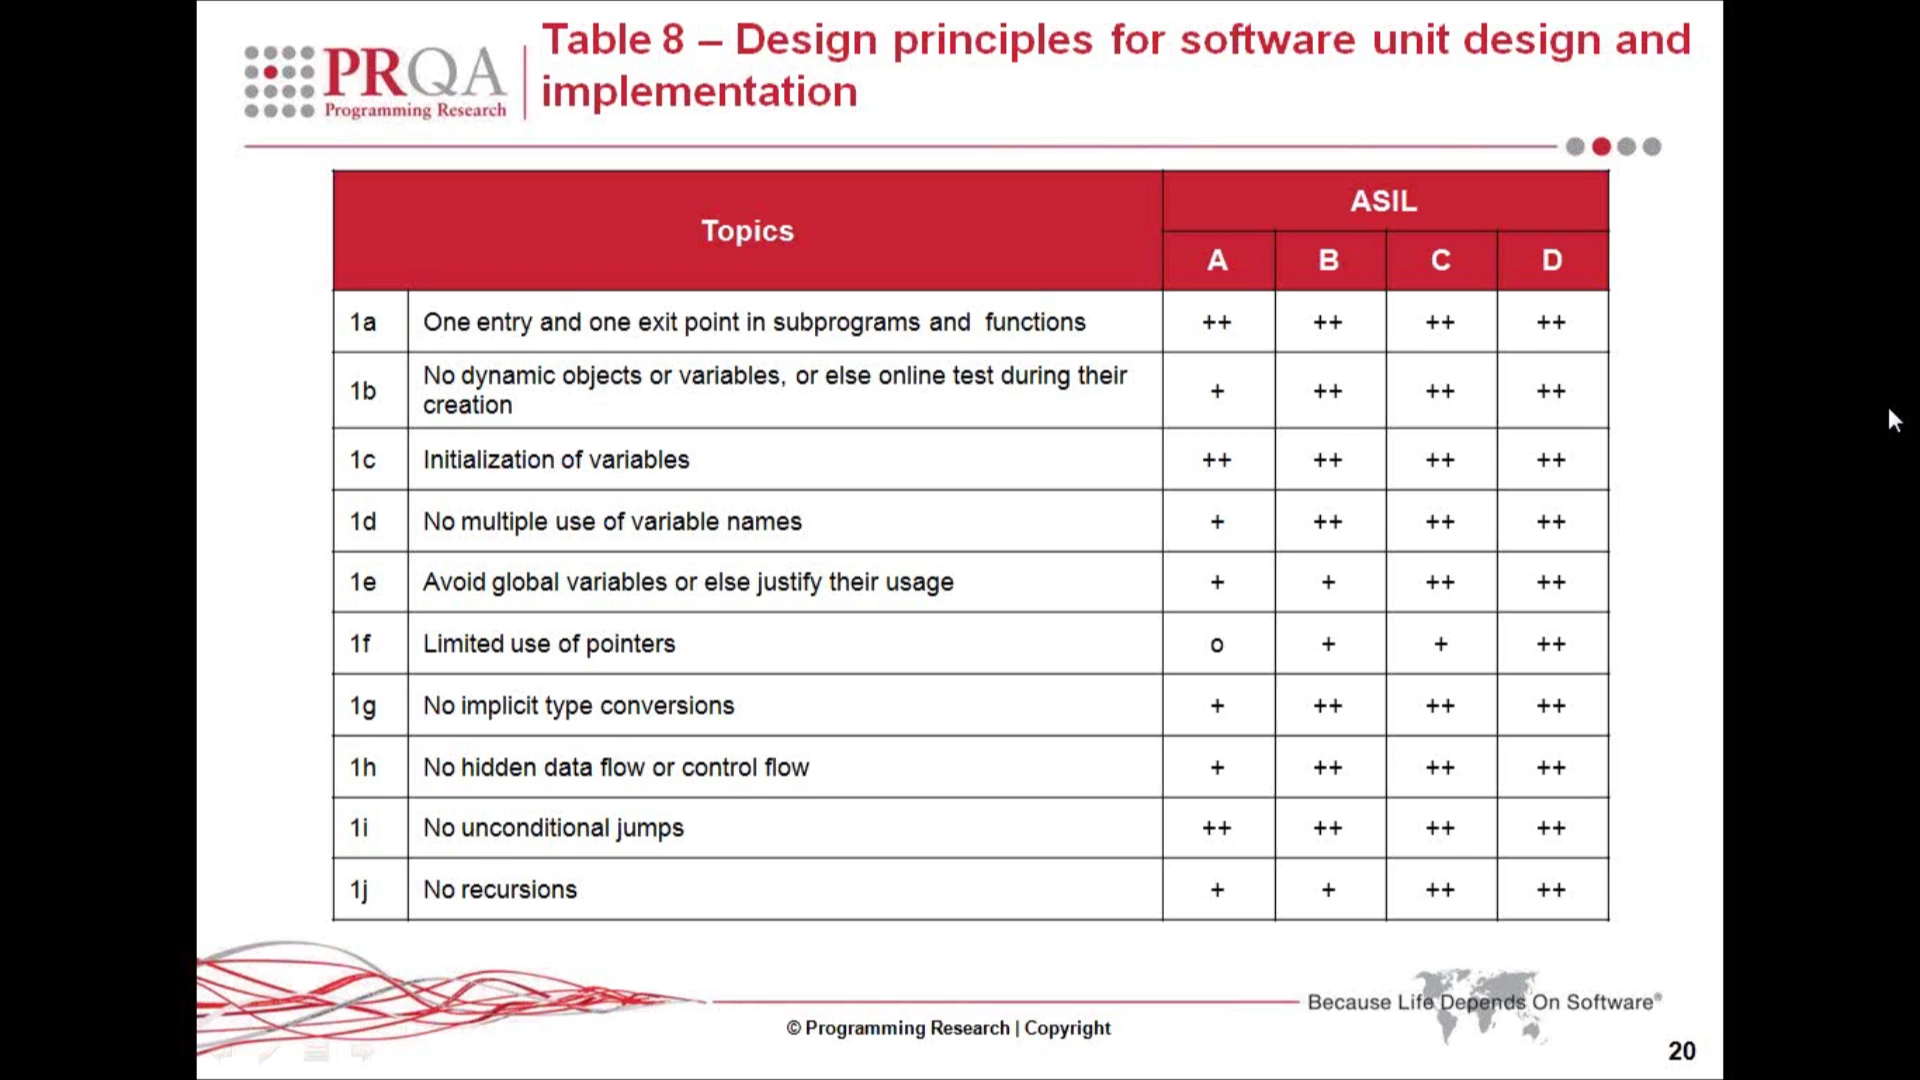 PRQA
Programming Research
Table 8 – Design principles for software unit design and
implementation
Topics
ASIL
A B C D
1a One entry and one exit point in subprograms and functions ++ ++ ++ ++
1b No dynamic objects or variables, or else online test during their
creation + ++ ++ ++
1c Initialization of variables ++ ++ ++ ++
1d No multiple use of variable names + ++ ++ ++
1e Avoid global variables or else justify their usage + + ++ ++
1f Limited use of pointers o + + ++
1g No implicit type conversions + ++ ++ ++
1h No hidden data flow or control flow + ++ ++ ++
1i No unconditional jumps ++ ++ ++ ++
1j No recursions + + ++ ++
Because Life Depends On Software®
© Programming Research | Copyright
20